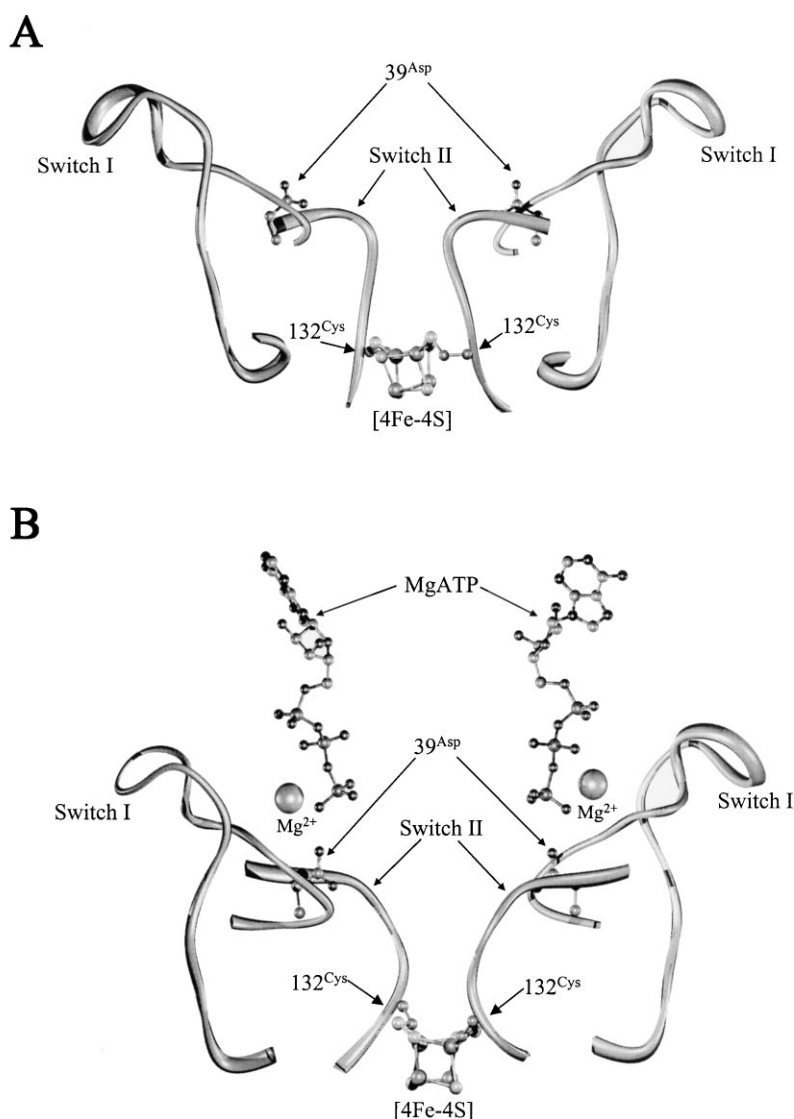 A
39Asp
Switch I
Switch II
Switch I
132Cys
132Cys
[4Fe-4S]
B
MgATP
39Asp
Switch I
Mg2+
Switch II
Mg2+
Switch I
132Cys
132Cys
[4Fe-4S]